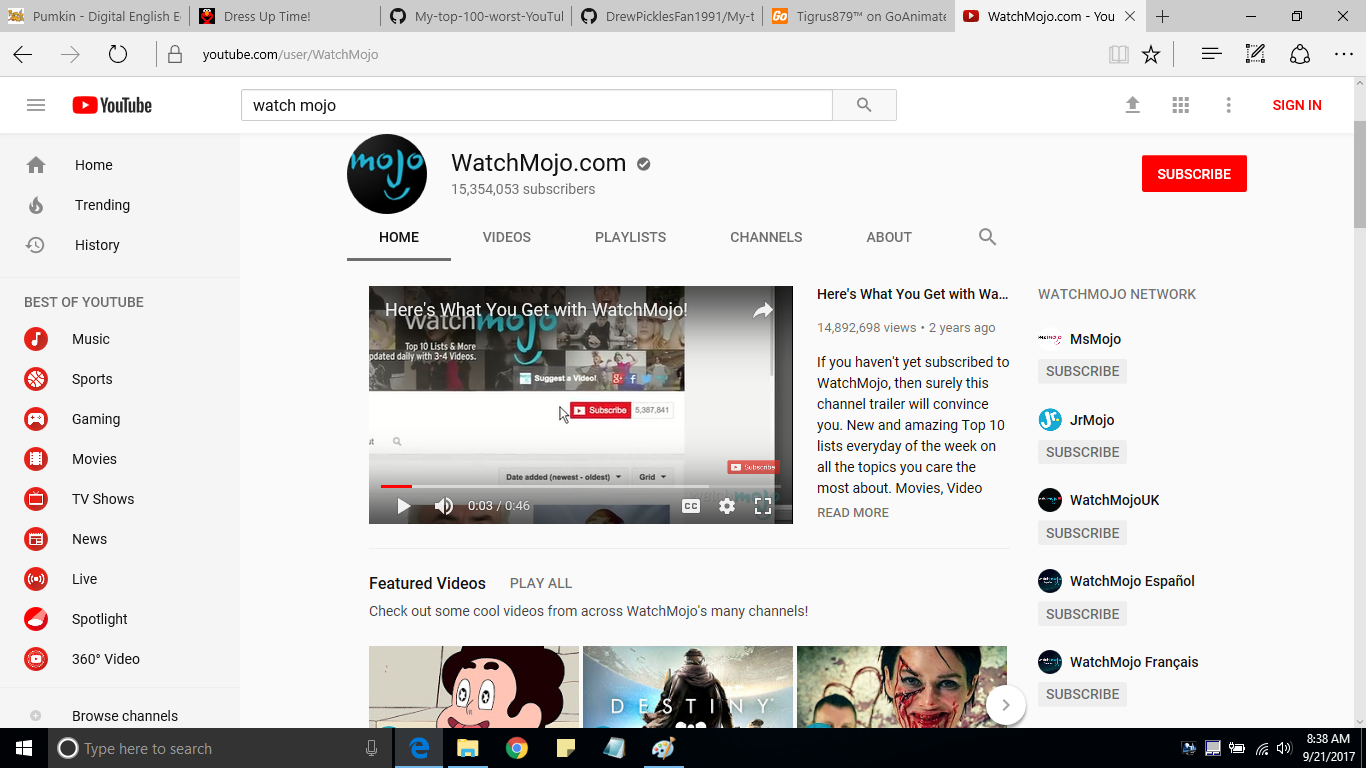 Pumkin - Digital English E
Dress Up Time!
My-top-100-worst-YouTul
DrewPicklesFan1991/My-t
Tigrus879™ on GoAnimate
WatchMojo.com - You
youtube.com/user/WatchMojo
YouTube
watch mojo
SIGN IN
Home
Trending
History
BEST OF YOUTUBE
Music
Sports
Gaming
Movies
TV Shows
News
Live
Spotlight
360° Video
Browse channels
mojo
WatchMojo.com
15,354,053 subscribers
SUBSCRIBE
HOME
VIDEOS
PLAYLISTS
CHANNELS
ABOUT
Here's What You Get with WatchMojo!
watchmojo
Top 10 Lists & More
pdated daily with 3-4 Videos.
Suggest a Video!
Subscribe 5,387,841
Date added (newest - oldest)
Grid
Subscribe
0:03 / 0:46
CC
Here's What You Get with Wa...
14,892,698 views • 2 years ago
If you haven't yet subscribed to
WatchMojo, then surely this
channel trailer will convince
you. New and amazing Top 10
lists everyday of the week on
all the topics you care the
most about. Movies, Video
READ MORE
Featured Videos
PLAY ALL
Check out some cool videos from across WatchMojo's many channels!
DESTINY
WATCHMOJO NETWORK
MsMojo
SUBSCRIBE
Jr.
JrMojo
SUBSCRIBE
WatchMojoUK
SUBSCRIBE
WatchMojo Español
SUBSCRIBE
WatchMojo Français
SUBSCRIBE
Type here to search
8:38 AM
9/21/2017